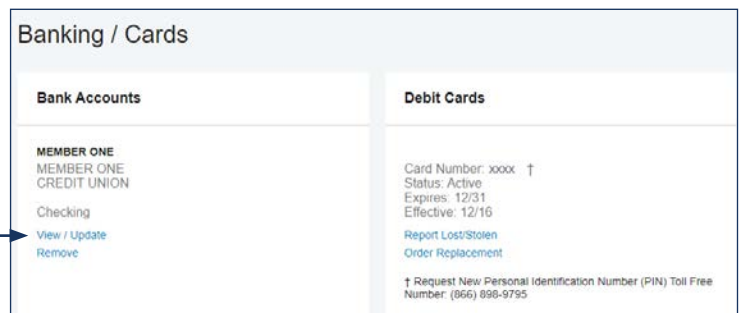 Banking / Cards
Bank Accounts
MEMBER ONE
MEMBER ONE
CREDIT UNION
Checking
View / Update
Remove
Debit Cards
Card Number: xxxx †
Status: Active
Expires: 12/31
Effective: 12/16
Report Lost/Stolen
Order Replacement
† Request New Personal Identification Number (PIN) Toll Free
Number: (866) 898-9795